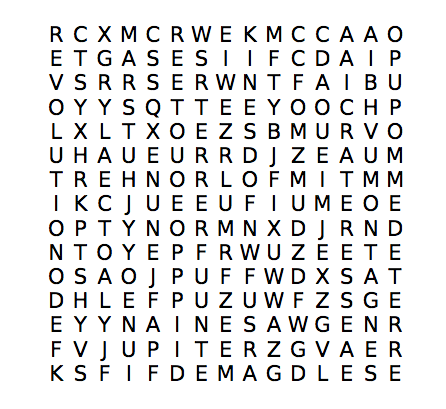 R C X M C R W E K M C C A A O
E T G A S E S I I F C D A I P
V S R R S E R W N T F A I B U
O Y Y S Q T T E E Y O O C H P
L X L T X O E Z S B M U R V O
U H A U E U R R D J Z E A U M
T R E H N O R L O F M I T M M
I K C J U E E U F I U M E O E
O P T Y N O R M N X D J R N D
N T O Y E P F R W U Z E E T E
O S A O J P U F F W D X S A T
D H L E F P U Z U W F Z S G E
E Y Y N A I N E S A W G E N R
F V J U P I T E R Z G V A E R
K S F I F D E M A G D L E S E